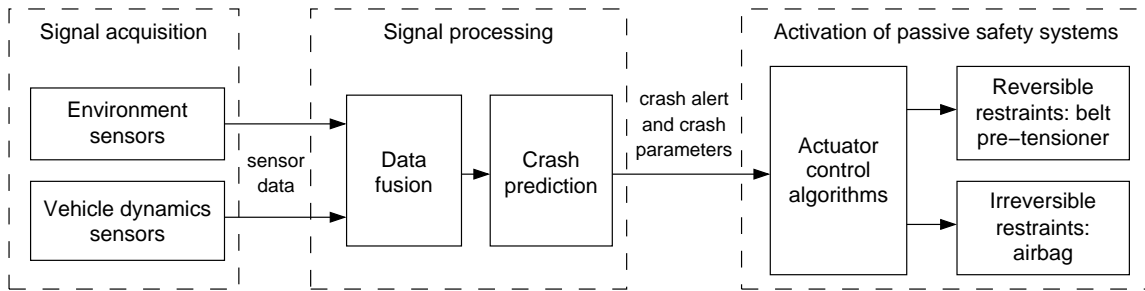 Signal acquisition
Environment
sensors
Vehicle dynamics
sensors
sensor
data
Signal processing
Data
fusion
Crash
prediction
crash alert
and crash
parameters
Activation of passive safety systems
Actuator
control
algorithms
Reversible
restraints: belt
pre−tensioner
Irreversible
restraints:
airbag